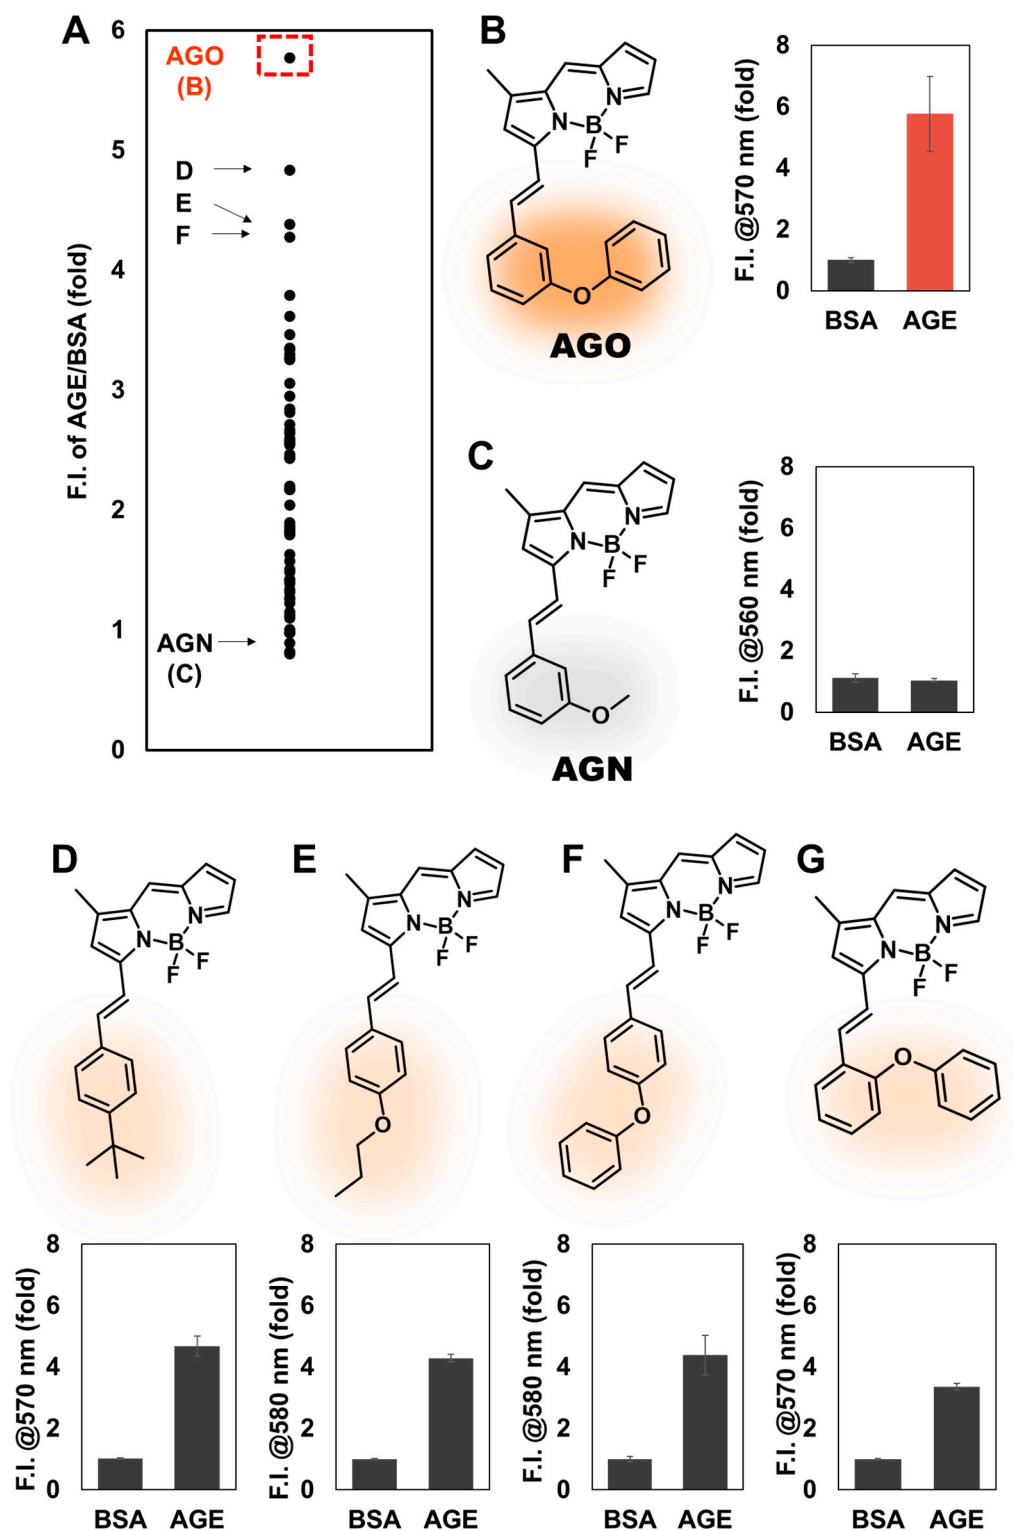 A
6
5
4
3
2
1
0
F.I. of AGE/BSA (fold)
AGO
(B)
D
E
F
AGN
(C)
B
N
N
B
F
F
O
AGO
F.I. @570 nm (fold)
8
6
4
2
0
BSA AGE
C
N
N
B
F
F
O
AGN
F.I. @560 nm (fold)
8
6
4
2
0
BSA AGE
D
N
N
B
F
F
F.I. @570 nm (fold)
8
6
4
2
0
BSA AGE
E
N
N
B
F
F
O
F.I. @580 nm (fold)
8
6
4
2
0
BSA AGE
F
N
N
B
F
F
O
F.I. @580 nm (fold)
8
6
4
2
0
BSA AGE
G
N
N
B
F
F
O
F.I. @570 nm (fold)
8
6
4
2
0
BSA AGE